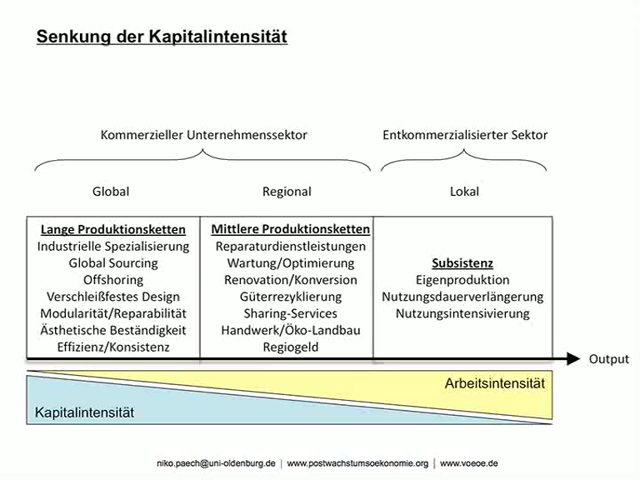 Senkung der Kapitalintensität
Kommerzieller Unternehmenssektor
Entkommerzialisierter Sektor
Global
Regional
Lokal
Lange Produktionsketten
Industrielle Spezialisierung
Global Sourcing
Offshoring
Verschleißfestes Design
Modularität/Reparabilität
Ästhetische Beständigkeit
Effizienz/Konsistenz
Mittlere Produktionsketten
Reparaturdienstleistungen
Wartung/Optimierung
Renovation/Konversion
Güterrezyklierung
Sharing-Services
Handwerk/Öko-Landbau
Regiogeld
Subsistenz
Eigenproduktion
Nutzungsdauerverlängerung
Nutzungsintensivierung
Output
Arbeitsintensität
Kapitalintensität
niko.paech@uni-oldenburg.de | www.postwachstumsoekonomie.org | www.voeoe.de